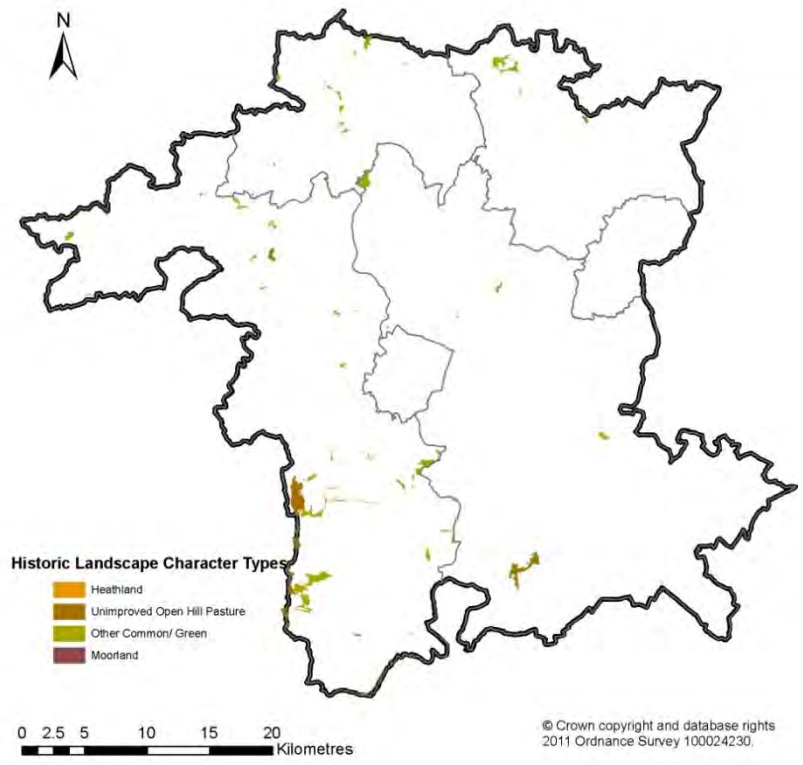 N
Historic Landscape Character Types
Heathland
Unimproved Open Hill Pasture
Other Common/ Green
Moorland
0 2.5 5 10 15 20
Kilometres
© Crown copyright and database rights
2011 Ordnance Survey 100024230.